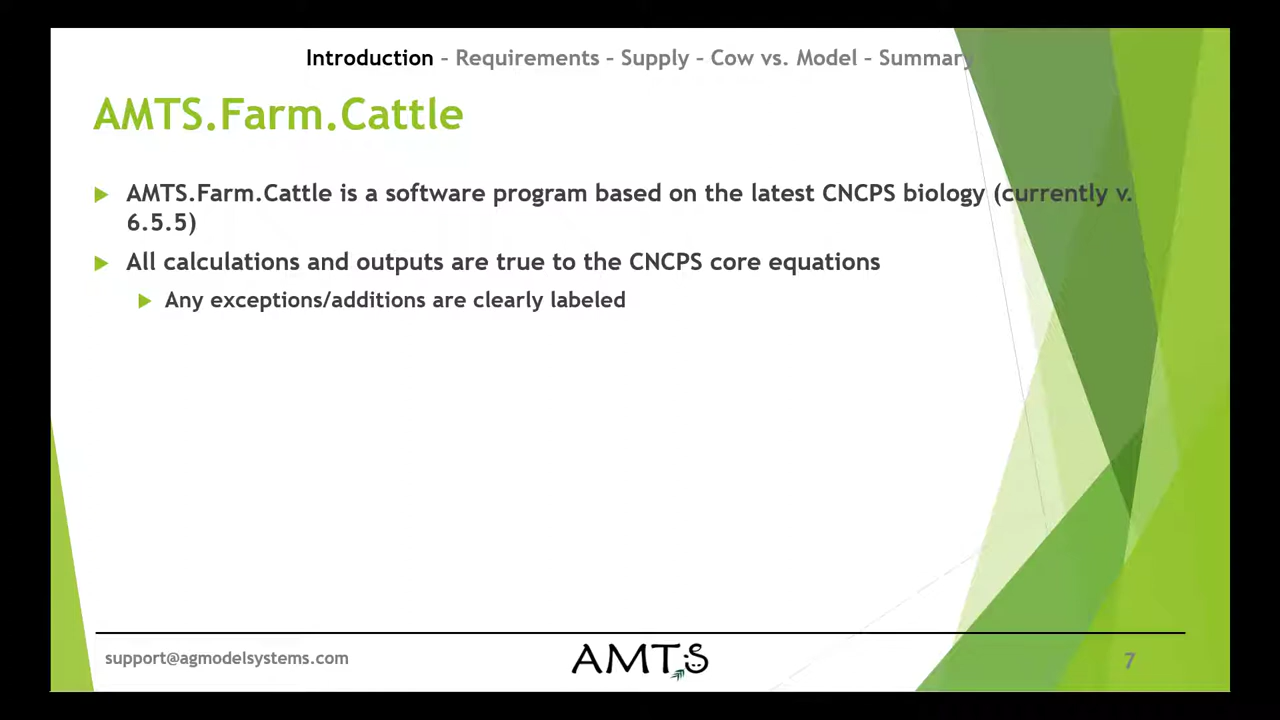 Introduction – Requirements – Supply – Cow vs. Model – Summary
AMTS.Farm.Cattle
AMTS.Farm.Cattle is a software program based on the latest CNCPS biology (currently v.
6.5.5)
All calculations and outputs are true to the CNCPS core equations
Any exceptions/additions are clearly labeled
support@agmodelsystems.com
AMTS
7